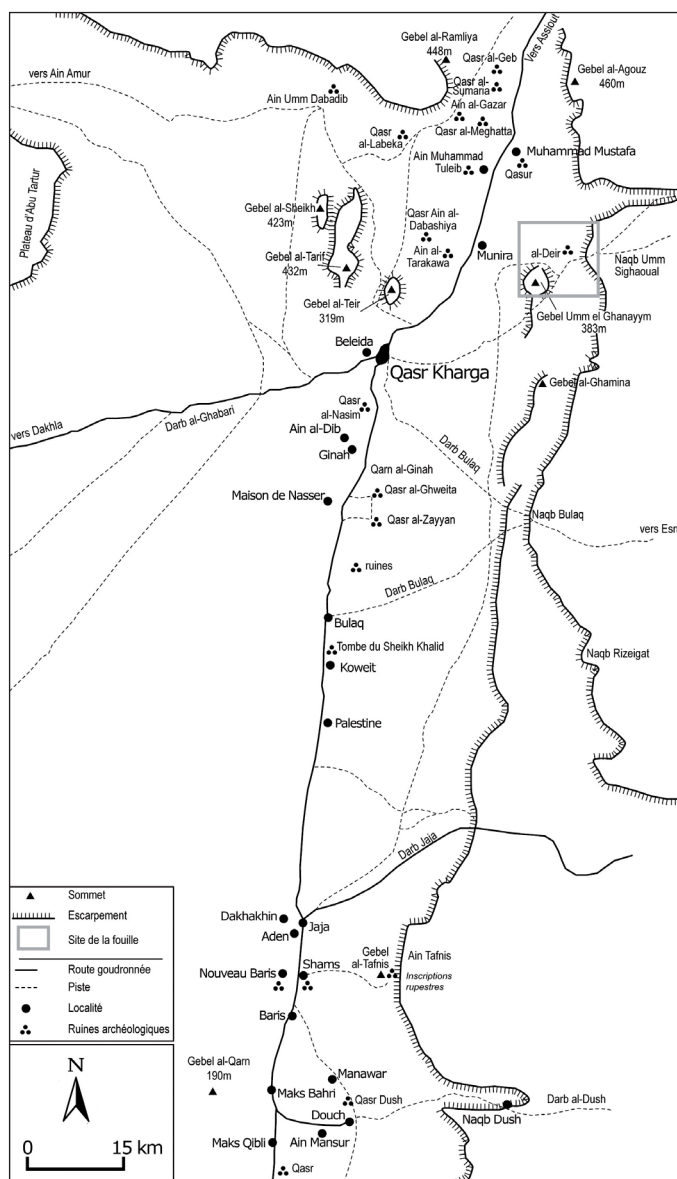 Gebel al-Ramliya
448m
Qasr al-Geb
Vers Assiout
vers Ain Amur
Gebel al-Agouz
460m
Qasr al-
Sumaria
Ain Umm Dabadib
Ain al-Gazar
Qasr
al-Labeka
Qasr al-Meghatta
Muhammad Mustafa
Ain Muhammad
Tuleib
Qasur
Plateau d'Abu Tartur
Gebel al-Sheikh
423m
Qasr Ain al-
Dabashiya
Gebel al-Tarif
432m
Ain al-
Tarakawa
Munira
al-Deir
Naqb Umm
Sighaoual
Gebel al-Teir
319m
Gebel Umm el Ghanayym
383m
Beleida
Qasr Kharga
Gebel al-Ghamina
vers Dakhla
Darb al-Ghabari
Qasr
al-Nasim
Ain al-Dib
Ginah
Darb Bulaq
Qarn al-Ginah
Maison de Nasser
Qasr al-Ghweita
Qasr al-Zayyan
Naqb Bulaq
vers Esn
ruines
Darb Bulaq
Bulaq
Tombe du Sheikh Khalid
Koweit
Naqb Rizeigat
Palestine
Darb Jaja
Dakhakhin
Jaja
Aden
Nouveau Baris
Shams
Gebel
al-Tafnis
Ain Tafnis
Inscriptions
rupestres
Baris
Gebel al-Qarn
190m
Manawar
Maks Bahri
Qasr Dush
Darb al-Dush
Douch
Naqb Dush
Maks Qibli
Ain Mansur
Qasr
Sommet
Escarpement
Site de la fouille
Route goudronnée
Piste
Localité
Ruines archéologiques
N
0 15 km